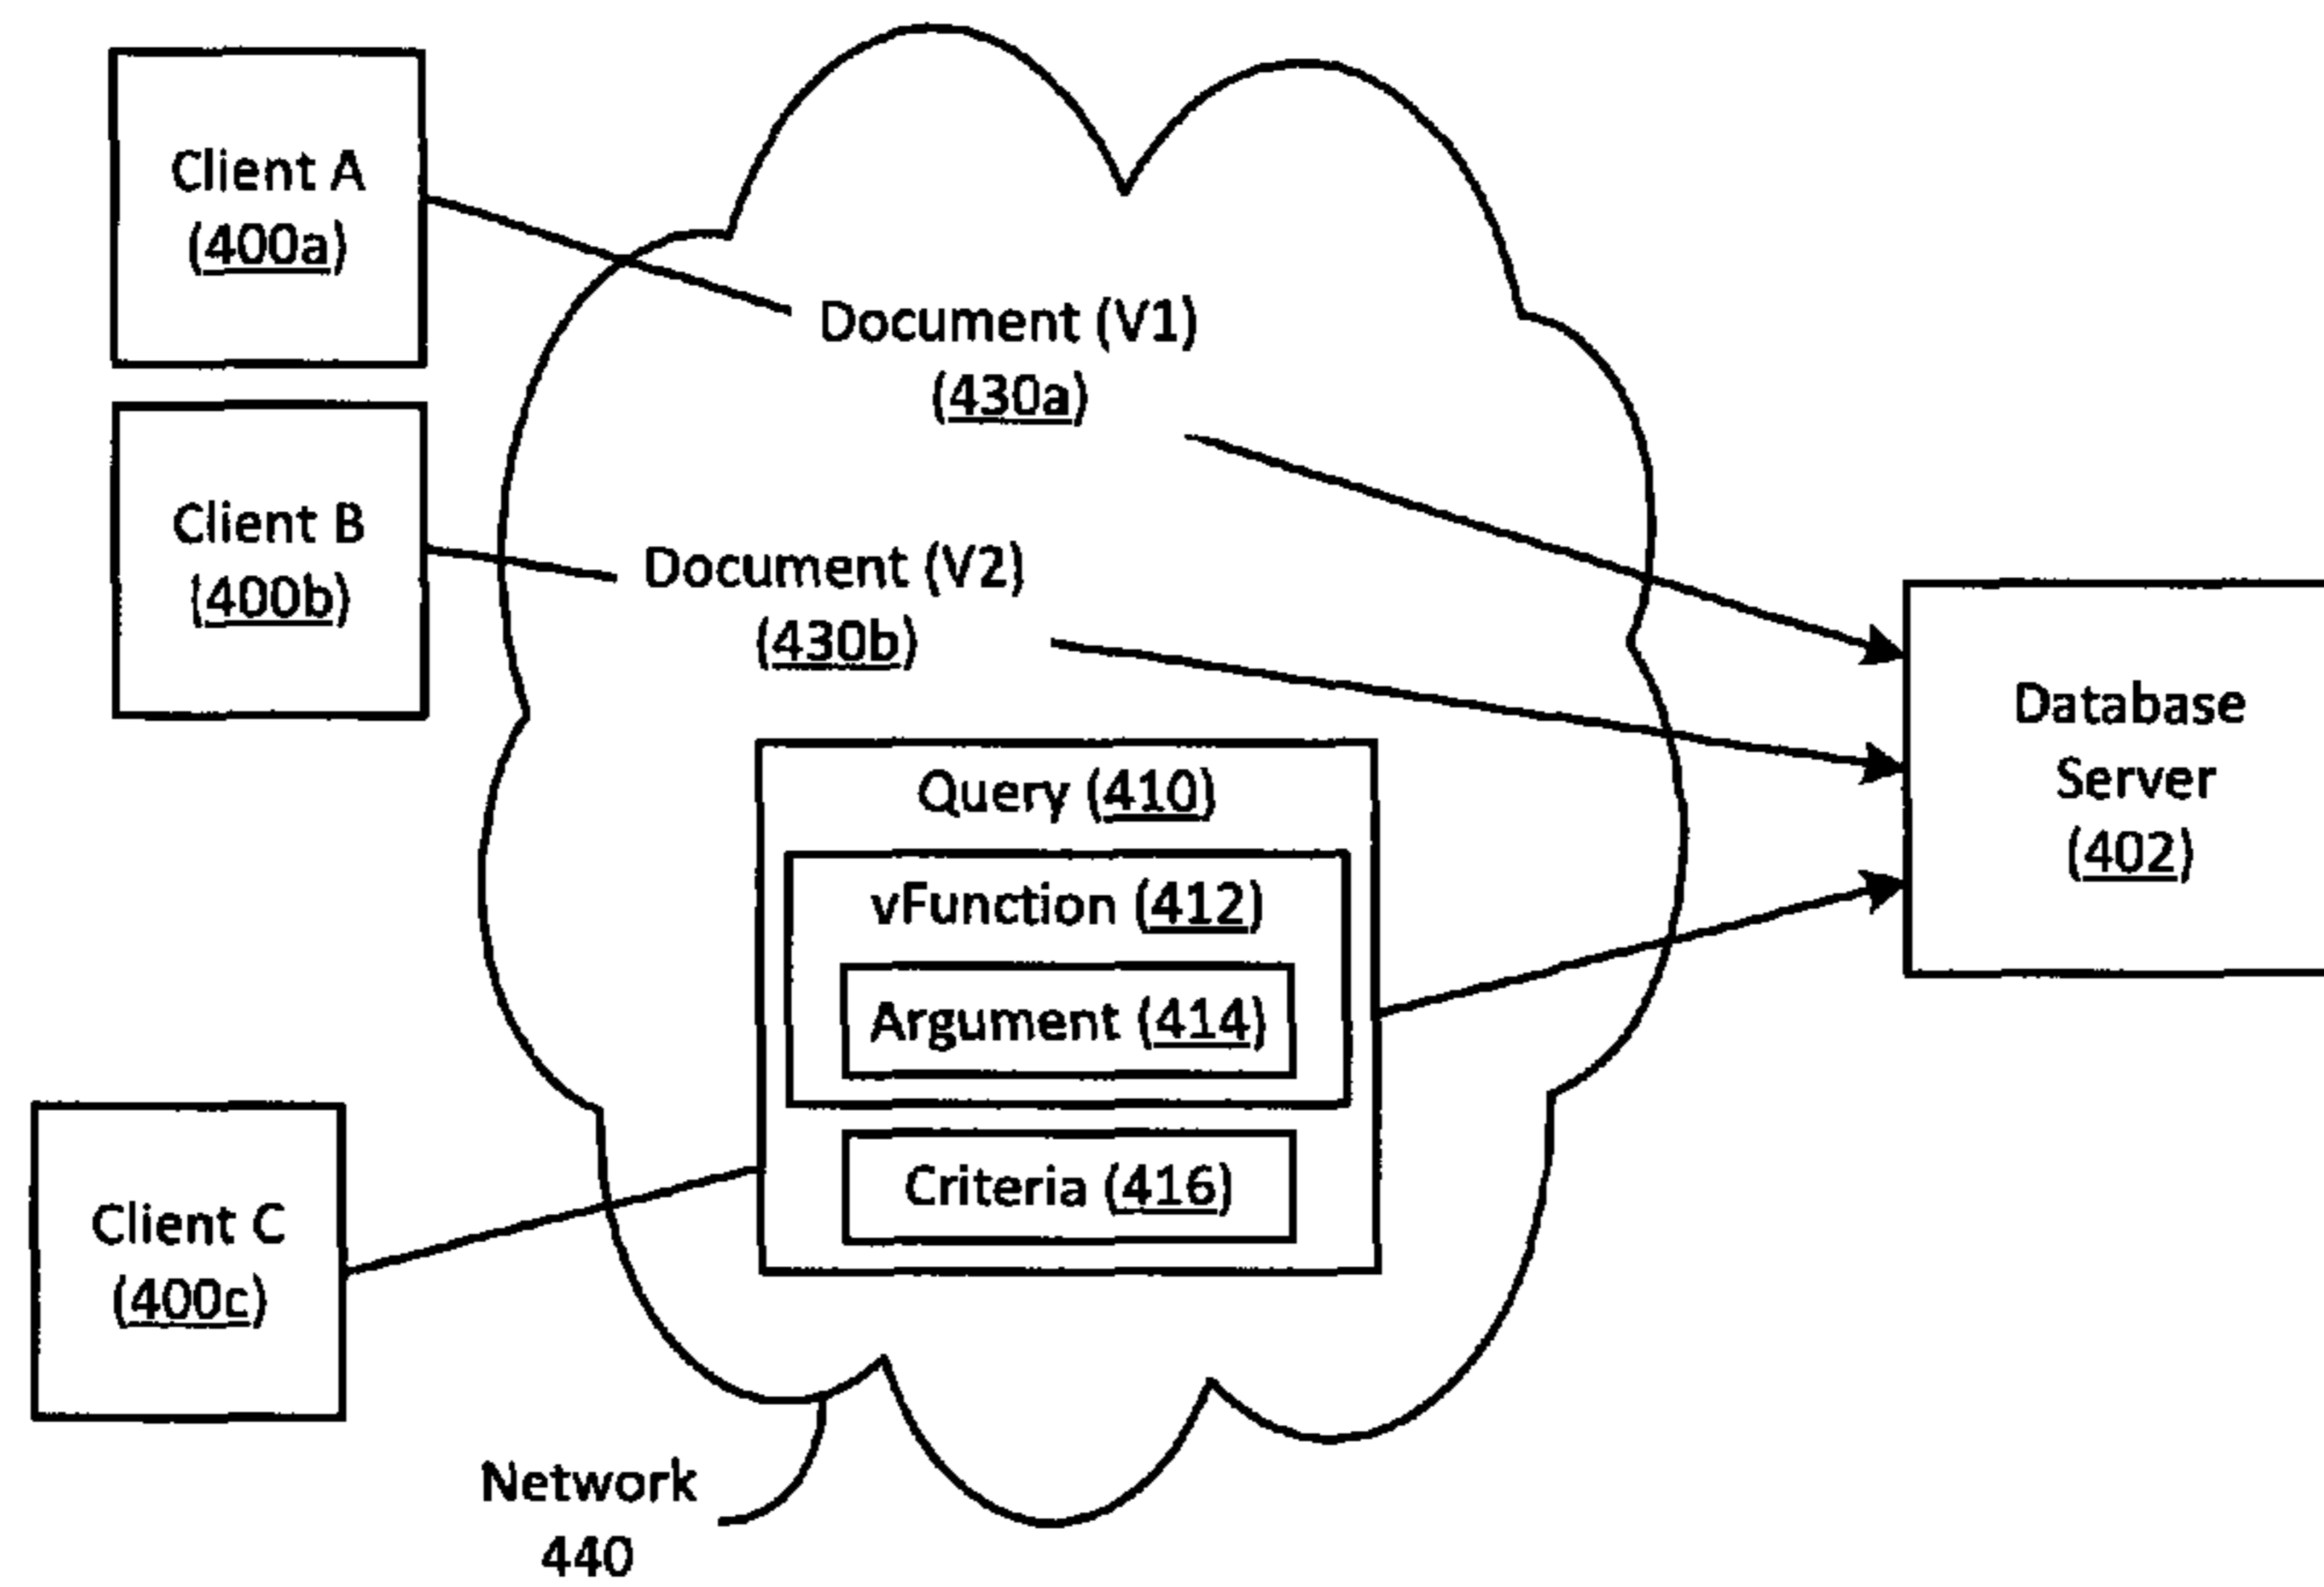 Client A
(400a)
Document (V1)
(430a)
Client B
(400b)
Document (V2)
(430b)
Query (410)
vFunction (412)
Argument (414)
Criteria (416)
Database
Server
(402)
Client C
(400c)
Network
440